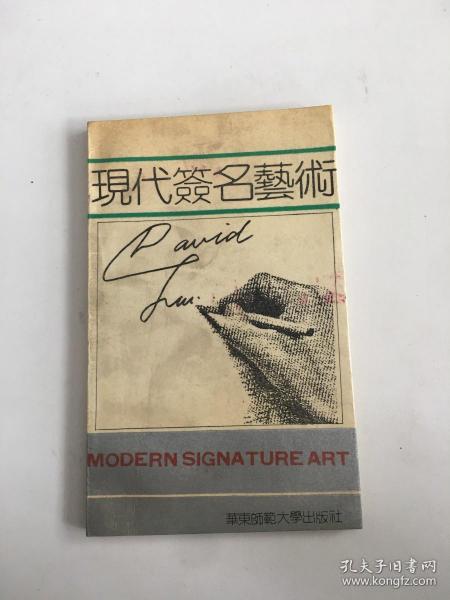 現代簽名藝術
David
MODERN SIGNATURE ART
華東師範大學出版社
孔夫子旧书网
www.kongfz.com